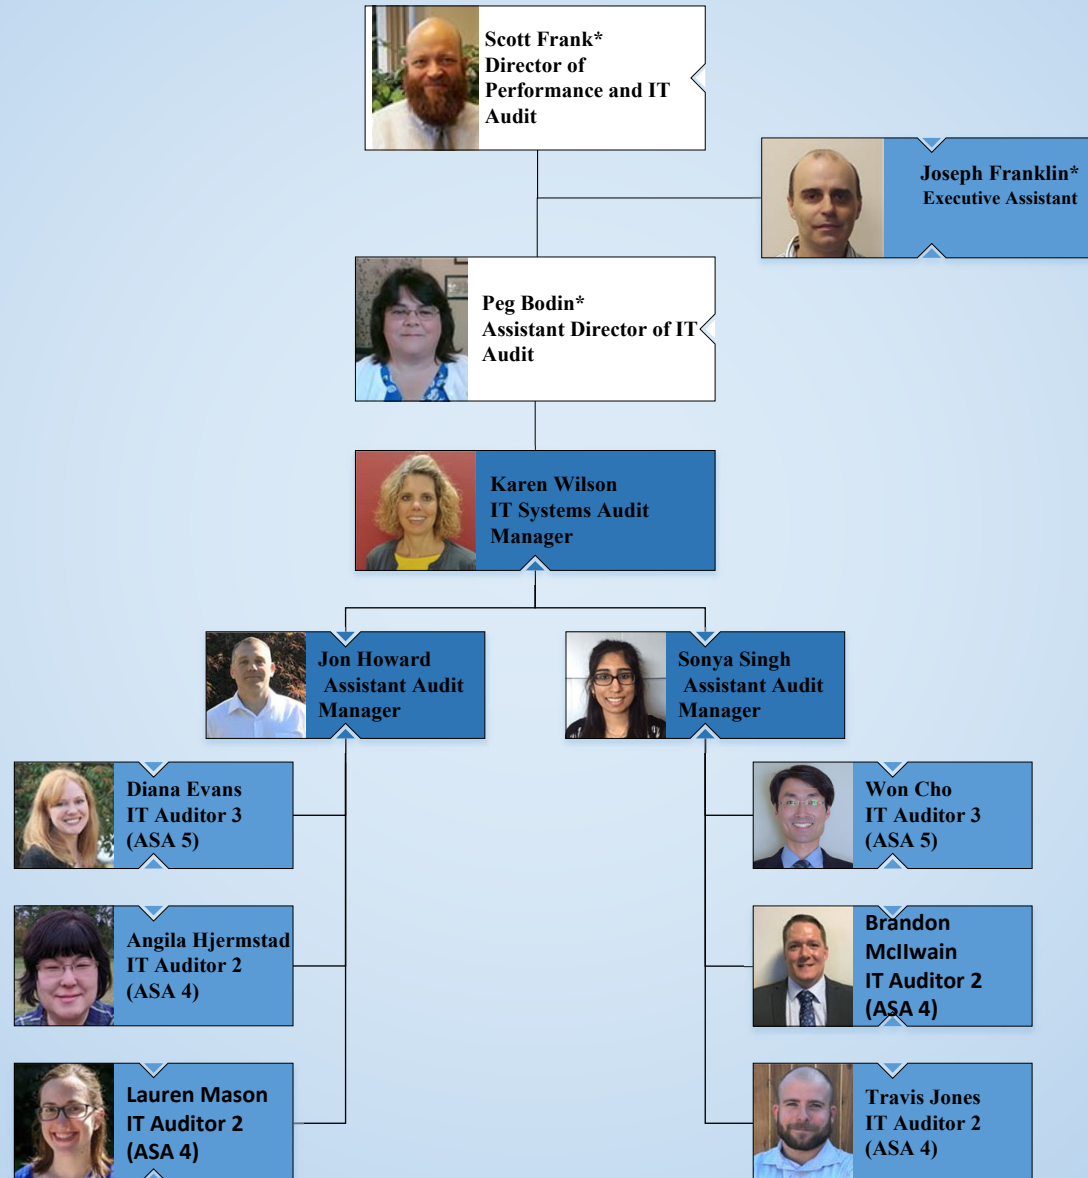 Scott Frank*
Director of
Performance and IT
Audit
Joseph Franklin*
Executive Assistant
Peg Bodin*
Assistant Director of IT
Audit
Karen Wilson
IT Systems Audit
Manager
Jon Howard
Assistant Audit
Manager
Sonya Singh
Assistant Audit
Manager
Diana Evans
IT Auditor 3
(ASA 5)
Won Cho
IT Auditor 3
(ASA 5)
Angila Hjermstad
IT Auditor 2
(ASA 4)
Brandon
McIlwain
IT Auditor 2
(ASA 4)
Lauren Mason
IT Auditor 2
(ASA 4)
Travis Jones
IT Auditor 2
(ASA 4)